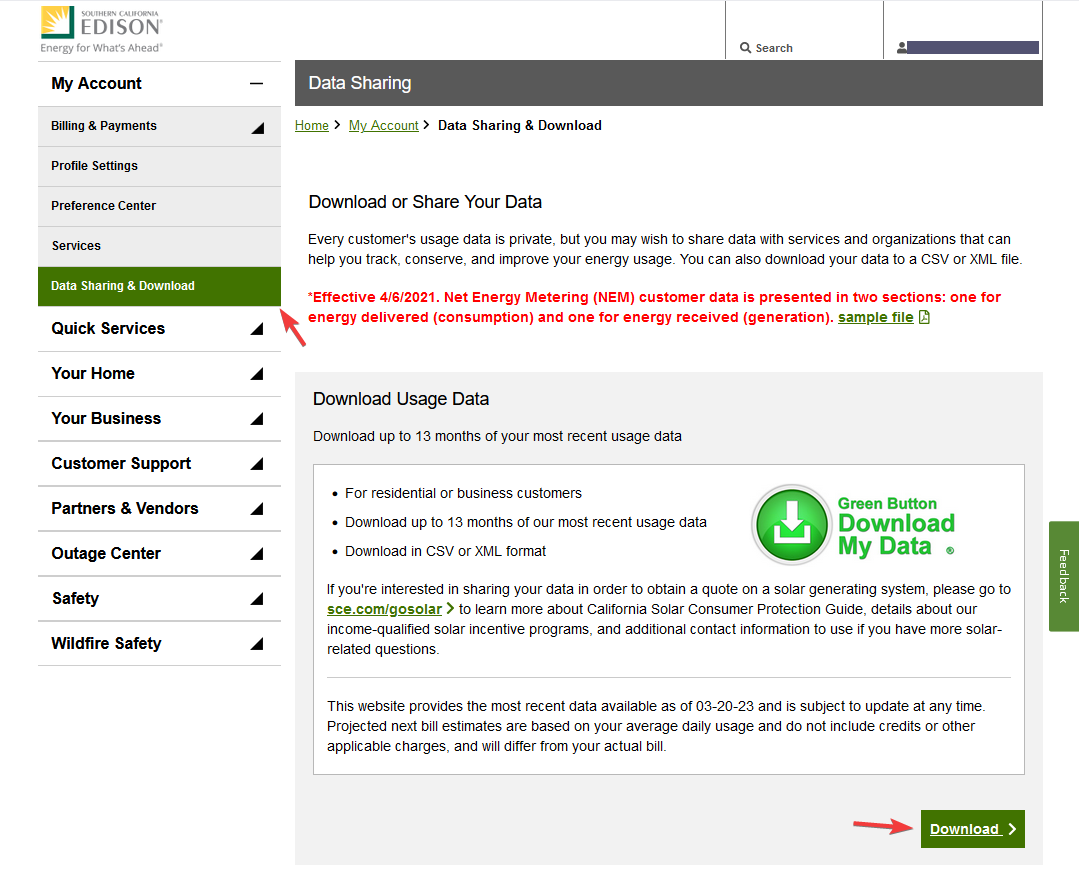 SOUTHERN CALIFORNIA
EDISON®
Energy for What's Ahead®
Search
My Account
Billing & Payments
Profile Settings
Preference Center
Services
Data Sharing & Download
Quick Services
Your Home
Your Business
Customer Support
Partners & Vendors
Outage Center
Safety
Wildfire Safety
Data Sharing
Home > My Account > Data Sharing & Download
Download or Share Your Data
Every customer's usage data is private, but you may wish to share data with services and organizations that can
help you track, conserve, and improve your energy usage. You can also download your data to a CSV or XML file.
*Effective 4/6/2021. Net Energy Metering (NEM) customer data is presented in two sections: one for
energy delivered (consumption) and one for energy received (generation). sample file
Download Usage Data
Download up to 13 months of your most recent usage data
• For residential or business customers
• Download up to 13 months of our most recent usage data
• Download in CSV or XML format
Green Button
Download
My Data ®
If you're interested in sharing your data in order to obtain a quote on a solar generating system, please go to
sce.com/gosolar > to learn more about California Solar Consumer Protection Guide, details about our
income-qualified solar incentive programs, and additional contact information to use if you have more solar-
related questions.
This website provides the most recent data available as of 03-20-23 and is subject to update at any time.
Projected next bill estimates are based on your average daily usage and do not include credits or other
applicable charges, and will differ from your actual bill.
Download >
Feedback